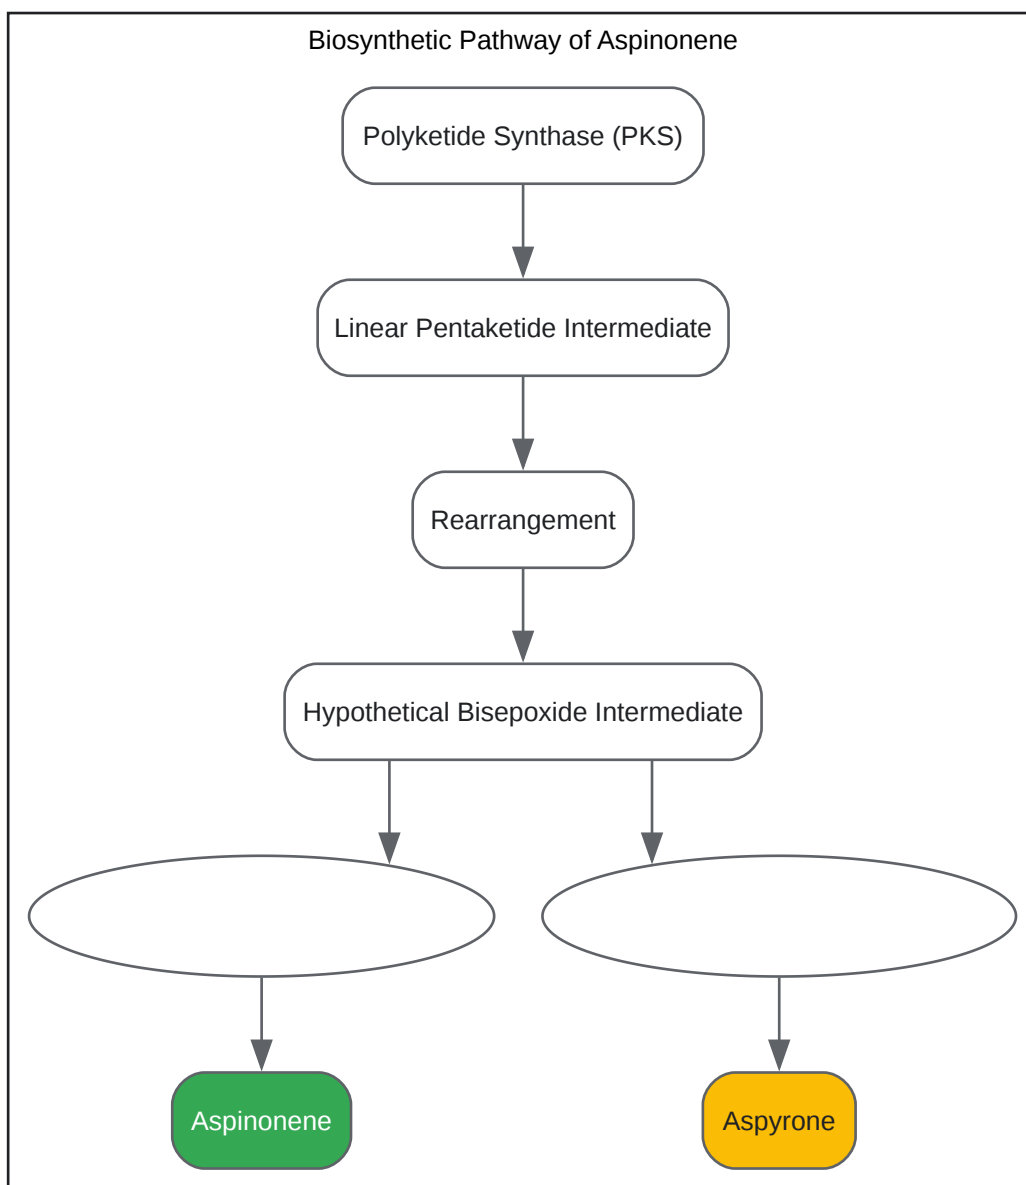 Biosynthetic Pathway of Aspinonene
Polyketide Synthase (PKS)
Linear Pentaketide Intermediate
Rearrangement
Hypothetical Bisepoxide Intermediate
Aspinonene
Aspyrone